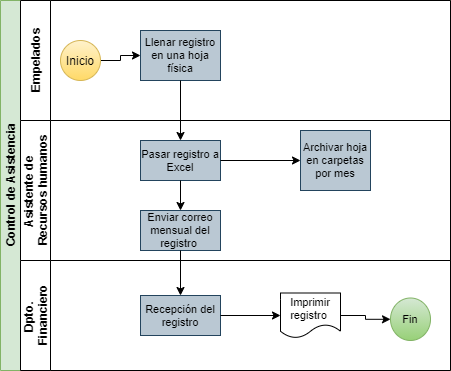 Control de Asistencia
Empelados
Inicio
Llenar registro
en una hoja
física
Asistente de
Recursos humanos
Pasar registro a
Excel
Archivar hoja
en carpetas
por mes
Enviar correo
mensual del
registro
Dpto.
Financiero
Recepción del
registro
Imprimir
registro
Fin